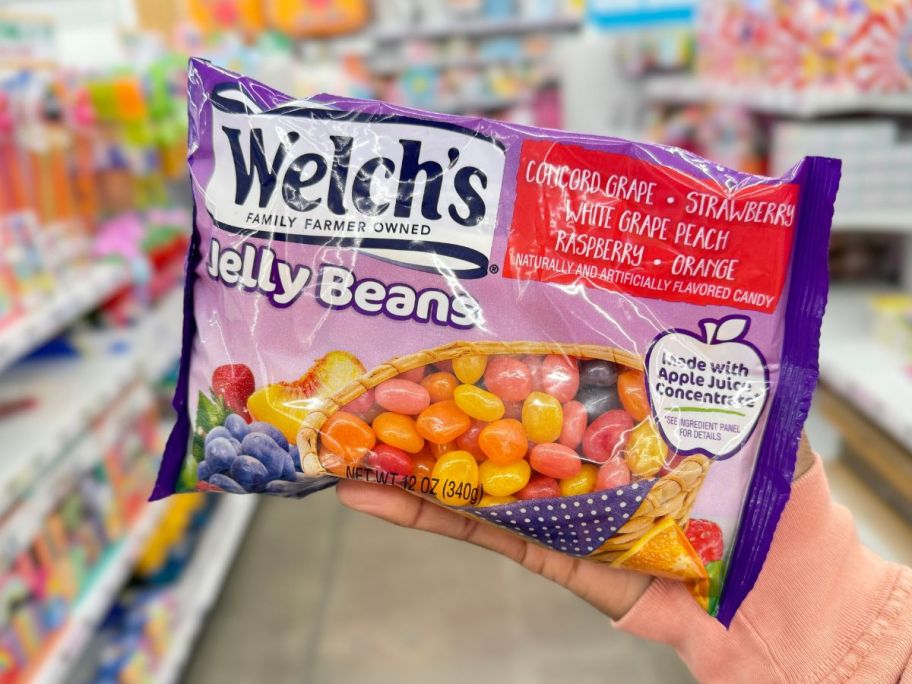 Welch's
FAMILY FARMER OWNED
®
Jelly Beans
CONCORD GRAPE • STRAWBERRY
WHITE GRAPE PEACH
RASPBERRY • ORANGE
NATURALLY AND ARTIFICIALLY FLAVORED CANDY
Made with
Apple Juice
Concentrate*
*SEE INGREDIENT PANEL
FOR DETAILS
NET WT 12 OZ (340g)